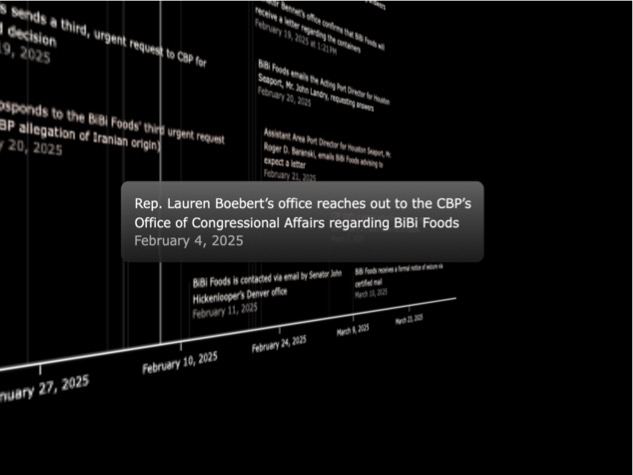 s sends a third, urgent request to CBP for
decision
19, 2025
esponds to the BiBi Foods' third urgent request
BP allegation of Iranian origin)
y 20, 2025
tor Bennet's office confirms that BiBi Foods will
receive a letter regarding the containers
February 19, 2025 at 1:21PM
BiBi Foods emails the Acting Port Director for Houston
Seaport, Mr. John Landry, requesting answers
February 20, 2025
Assistant Area Port Director for Houston Seaport, Mr.
Roger D. Baranski, emails BiBi Foods advising to
expect a letter
February 21, 2025
Rep. Lauren Boebert's office reaches out to the CBP's
Office of Congressional Affairs regarding BiBi Foods
February 4, 2025
BiBi Foods is contacted via email by Senator John
Hickenlooper's Denver office
February 11, 2025
BiBi Foods receives a formal notice of seizure via
certified mail
March 10, 2025
nuary 27, 2025
February 10, 2025
February 24, 2025
March 9, 2025
March 23, 2025